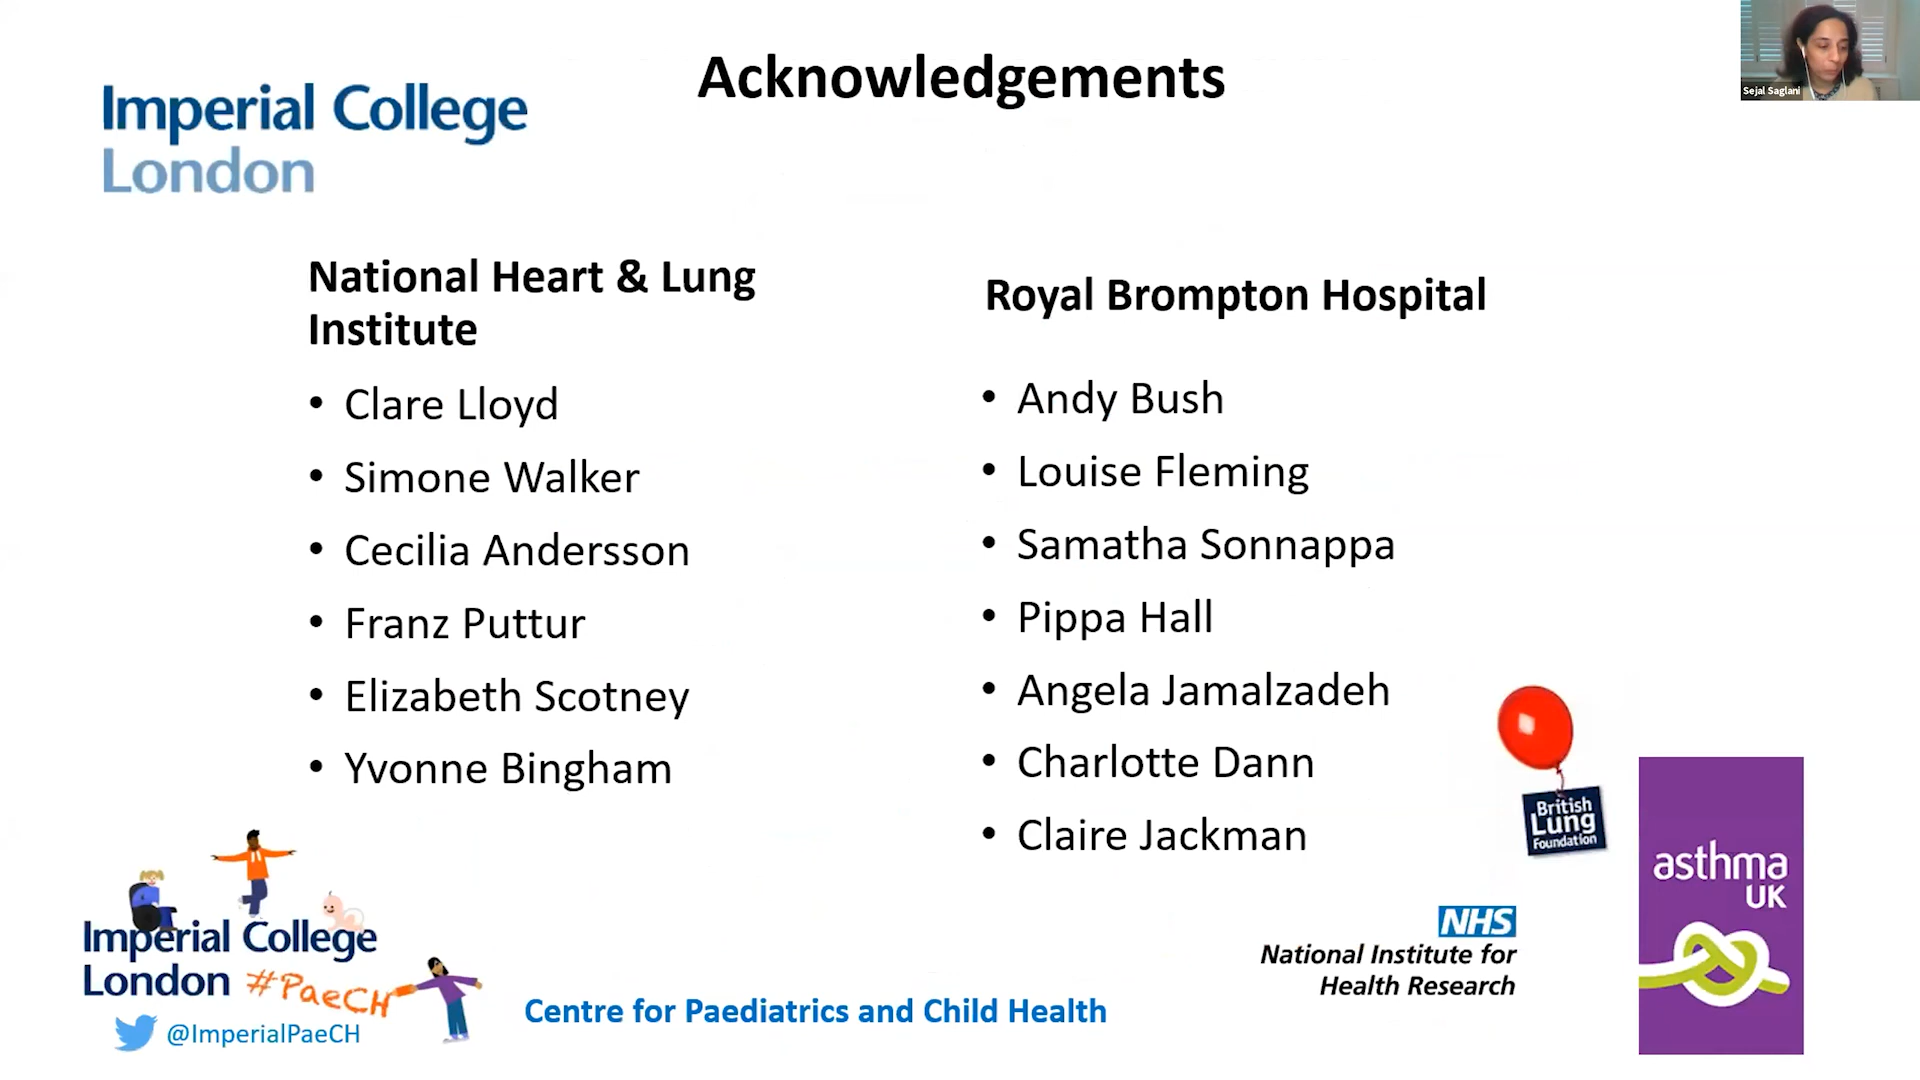 Acknowledgements
Sejal Saglani
Imperial College
London
National Heart & Lung
Institute
• Clare Lloyd
• Simone Walker
• Cecilia Andersson
• Franz Puttur
• Elizabeth Scotney
• Yvonne Bingham
Royal Brompton Hospital
• Andy Bush
• Louise Fleming
• Samatha Sonnappa
• Pippa Hall
• Angela Jamalzadeh
• Charlotte Dann
• Claire Jackman
British
Lung
Foundation
asthma
UK
NHS
National Institute for
Health Research
Imperial College
London #PaeCH
@ImperialPaeCH
Centre for Paediatrics and Child Health